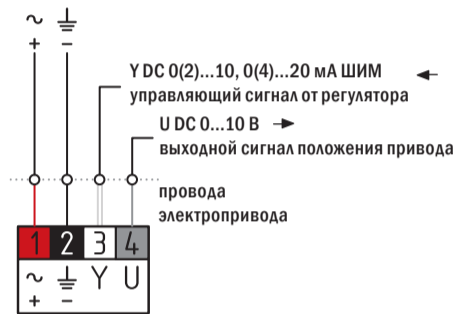 ~ ⏚
+ −
Y DC 0(2)...10, 0(4)...20 мА ШИМ
управляющий сигнал от регулятора
U DC 0...10 В
выходной сигнал положения привода
провода
электропривода
1 2 3 4
~ ⏚ Y U
+ −